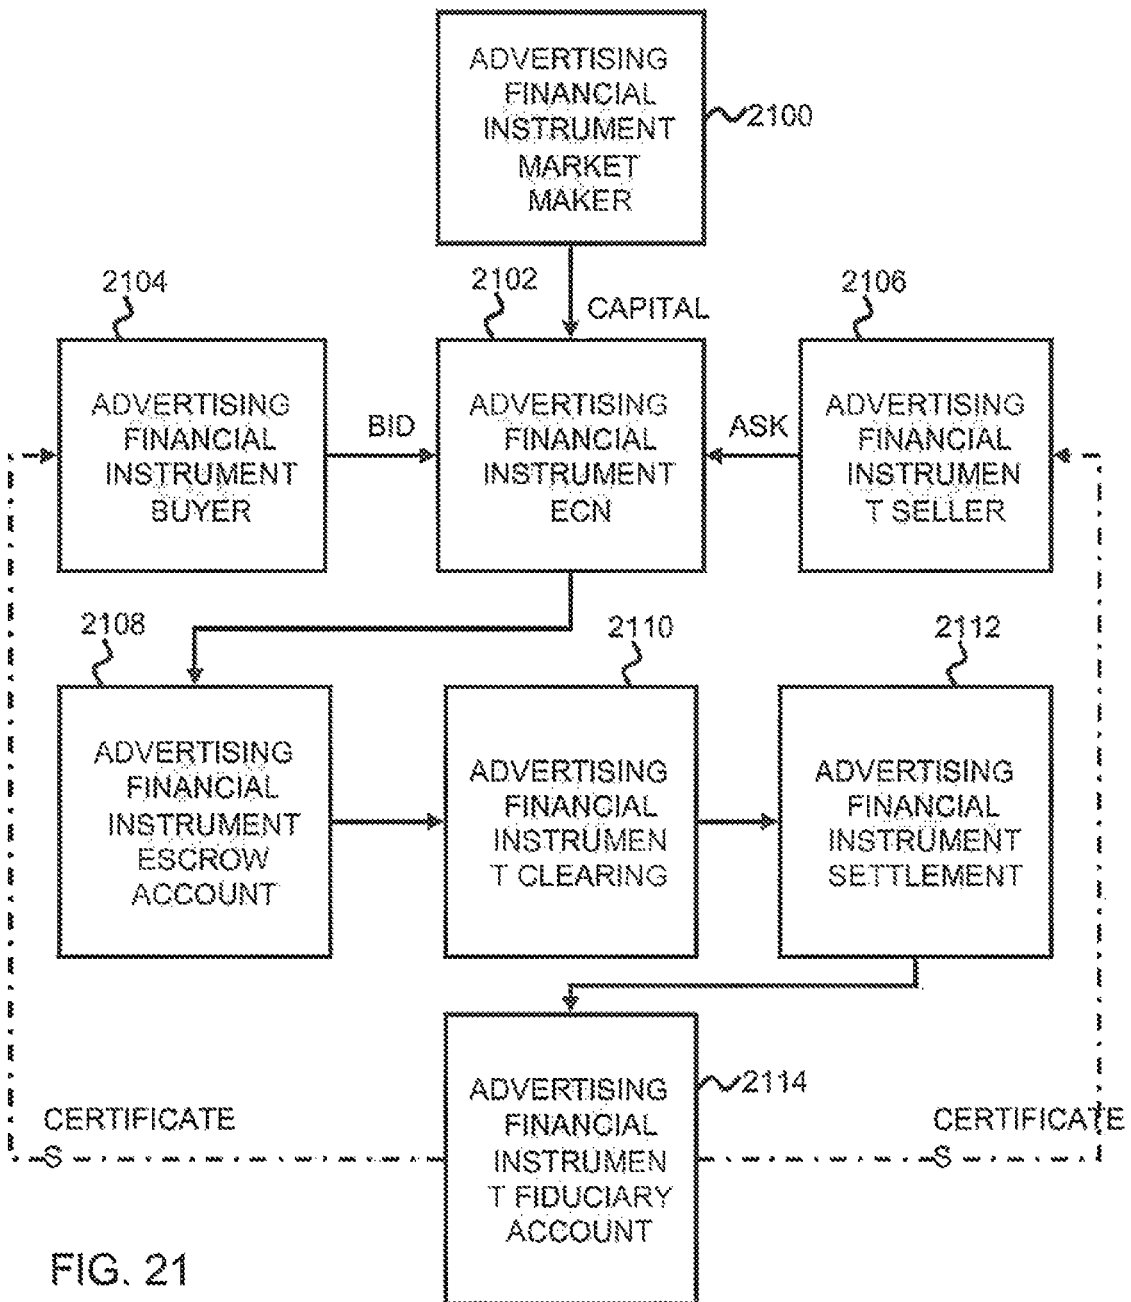 ADVERTISING
FINANCIAL
INSTRUMENT
MARKET
MAKER
2100
CAPITAL
2104
ADVERTISING
FINANCIAL
INSTRUMENT
BUYER
BID
2102
ADVERTISING
FINANCIAL
INSTRUMENT
ECN
ASK
2106
ADVERTISING
FINANCIAL
INSTRUMEN
T SELLER
2108
ADVERTISING
FINANCIAL
INSTRUMENT
ESCROW
ACCOUNT
2110
ADVERTISING
FINANCIAL
INSTRUMEN
T CLEARING
2112
ADVERTISING
FINANCIAL
INSTRUMENT
SETTLEMENT
CERTIFICATE
S
ADVERTISING
FINANCIAL
INSTRUMEN
T FIDUCIARY
ACCOUNT
2114
CERTIFICATE
S
FIG. 21